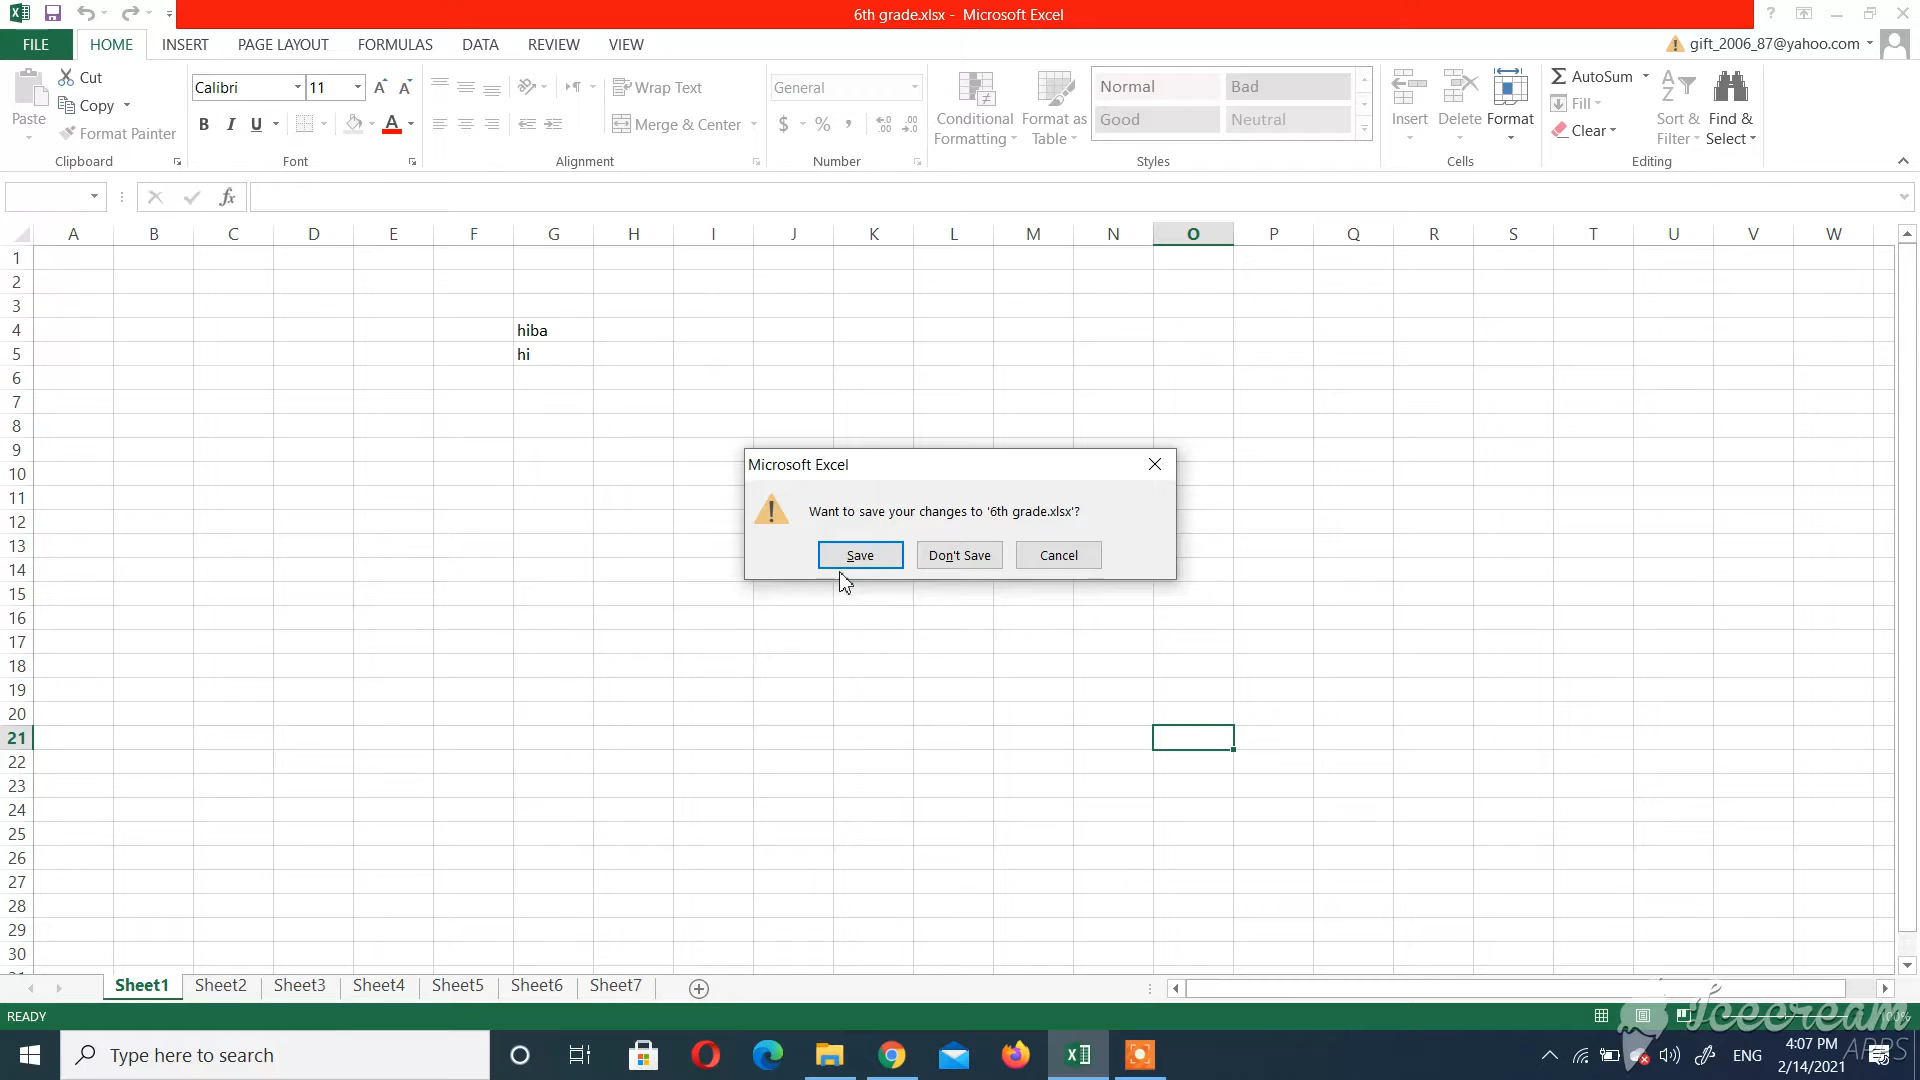 6th grade.xlsx - Microsoft Excel
FILE HOME INSERT PAGE LAYOUT FORMULAS DATA REVIEW VIEW
gift_2006_87@yahoo.com
Paste
Cut
Copy
Format Painter
Clipboard
Calibri 11
B I U A
Font
Wrap Text
Merge & Center
Alignment
General
$ % ,
Number
Conditional Formatting
Format as Table
Normal Bad
Good Neutral
Styles
Insert Delete Format
Cells
AutoSum
Fill
Clear
Sort & Filter
Find & Select
Editing
fx
A B C D E F G H I J K L M N O P Q R S T U V W
1
2
3
4 hiba
5 hi
6
7
8
9
10
11
12
13
14
15
16
17
18
19
20
21
22
23
24
25
26
27
28
29
30
Microsoft Excel
Want to save your changes to '6th grade.xlsx'?
Save Don't Save Cancel
Sheet1 Sheet2 Sheet3 Sheet4 Sheet5 Sheet6 Sheet7
READY
100%
Icecream
APPS
Type here to search
ENG
4:07 PM
2/14/2021